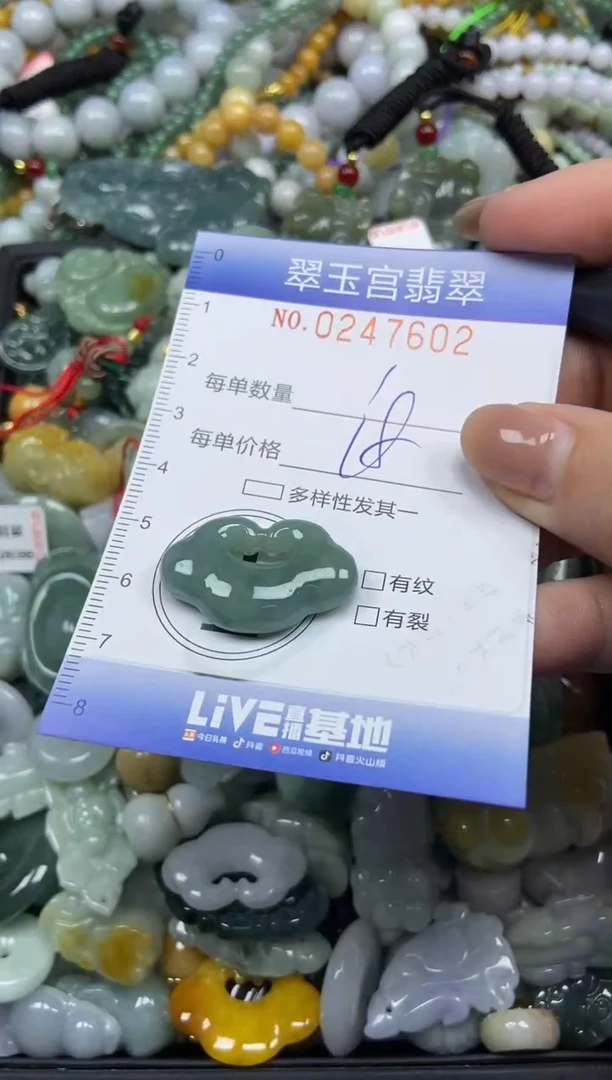 0
翠玉宫翡翠
1
NO.0247602
2
每单数量 1
3
每单价格 18
4
多样性发其一
5
有纹
6
有裂
7
8
LiVE直播基地
今日头条 抖音 西瓜视频 抖音火山版